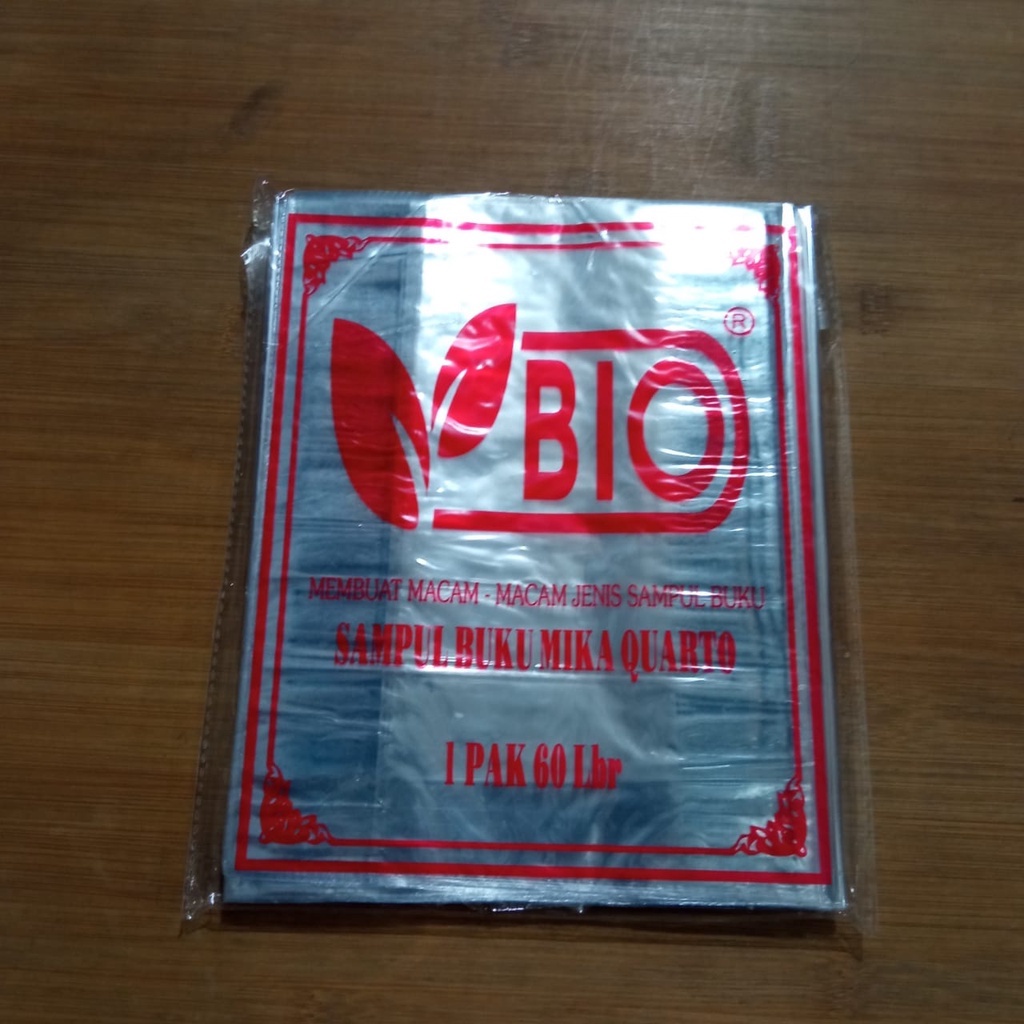 BIO ®
MEMBUAT MACAM - MACAM JENIS SAMPUL BUKU
SAMPUL BUKU MIKA QUARTO
1 PAK 60 Lbr